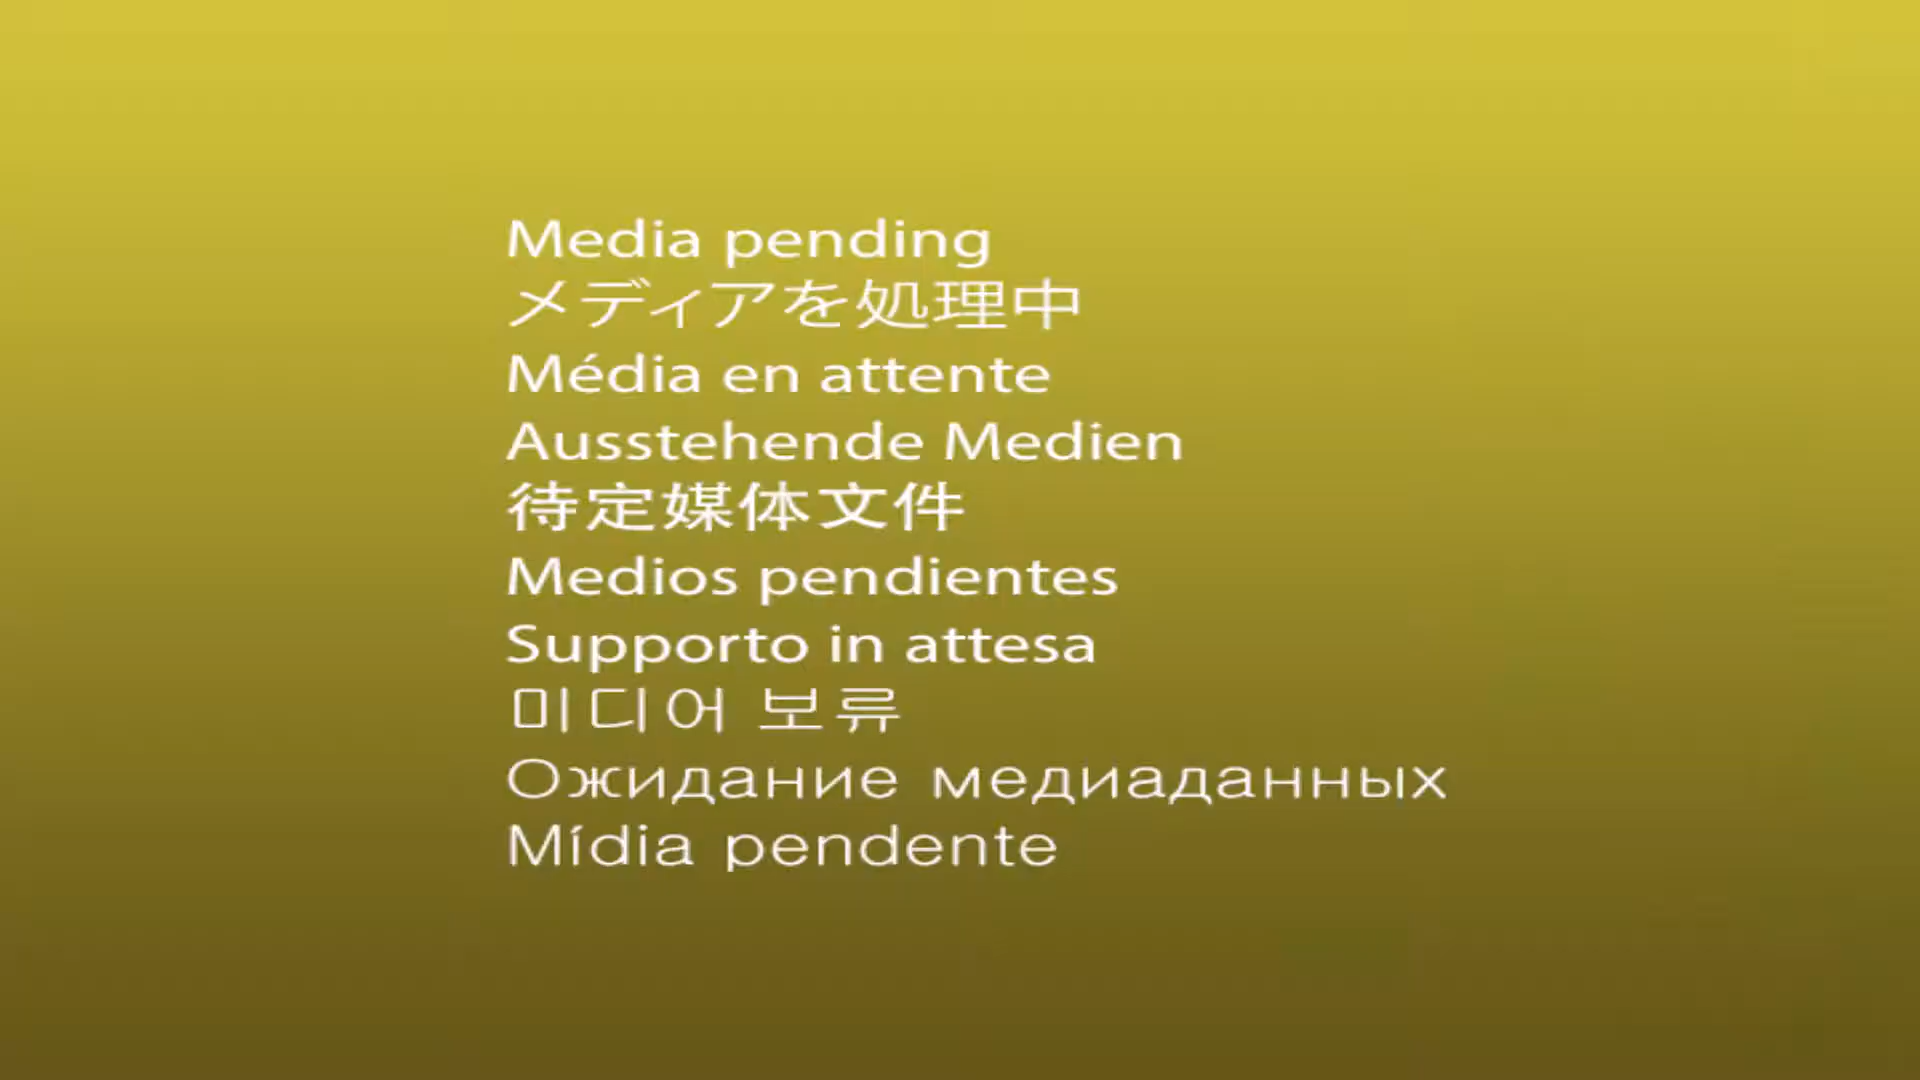 Media pending
メディアを処理中
Média en attente
Ausstehende Medien
待定媒体文件
Medios pendientes
Supporto in attesa
미디어 보류
Ожидание медиаданных
Mídia pendente